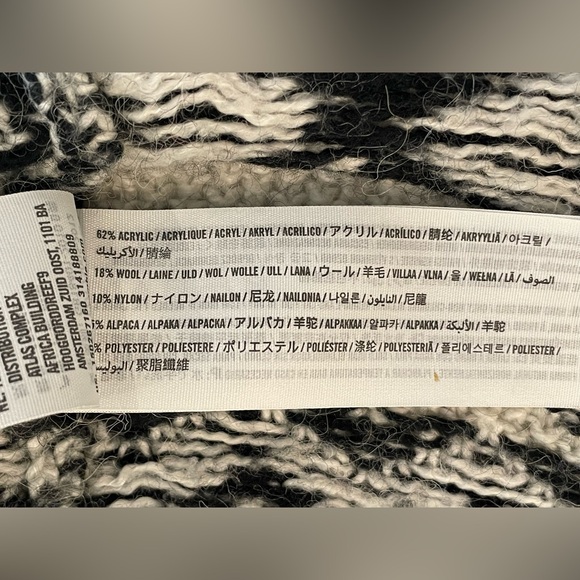 62% ACRYLIC / ACRYLIQUE / ACRYL / AKRYL / ACRILICO / アクリル / ACRÍLICO / 腈纶 / AKRYYLIÄ / 아크릴 /
الأكريليك / 腈綸
18% WOOL / LAINE / ULD / WOL / WOLLE / ULL / LANA / ウール / 羊毛 / VILLAA / VLNA / 울 / WEŁNA / LÃ / الصوف
10% NYLON / ナイロン / NAILON / 尼龙 / NAILONIA / 나일론 / النايلون / 尼龍
5% ALPACA / ALPAKA / ALPACKA / アルパカ / 羊驼 / ALPAKKAA / 알파카 / ALPAKKA / الألبكة / 羊駝
% POLYESTER / POLIESTERE / ポリエステル / POLIÉSTER / 涤纶 / POLYESTERIÄ / 폴리에스테르 / POLIESTER /
/ 聚脂纖維
DISTRIBUTION
ATLAS COMPLEX
AFRICA BUILDING
HOOGOORDDREEF9
AMSTERDAM ZUID OOST 1101 BA
3141188809